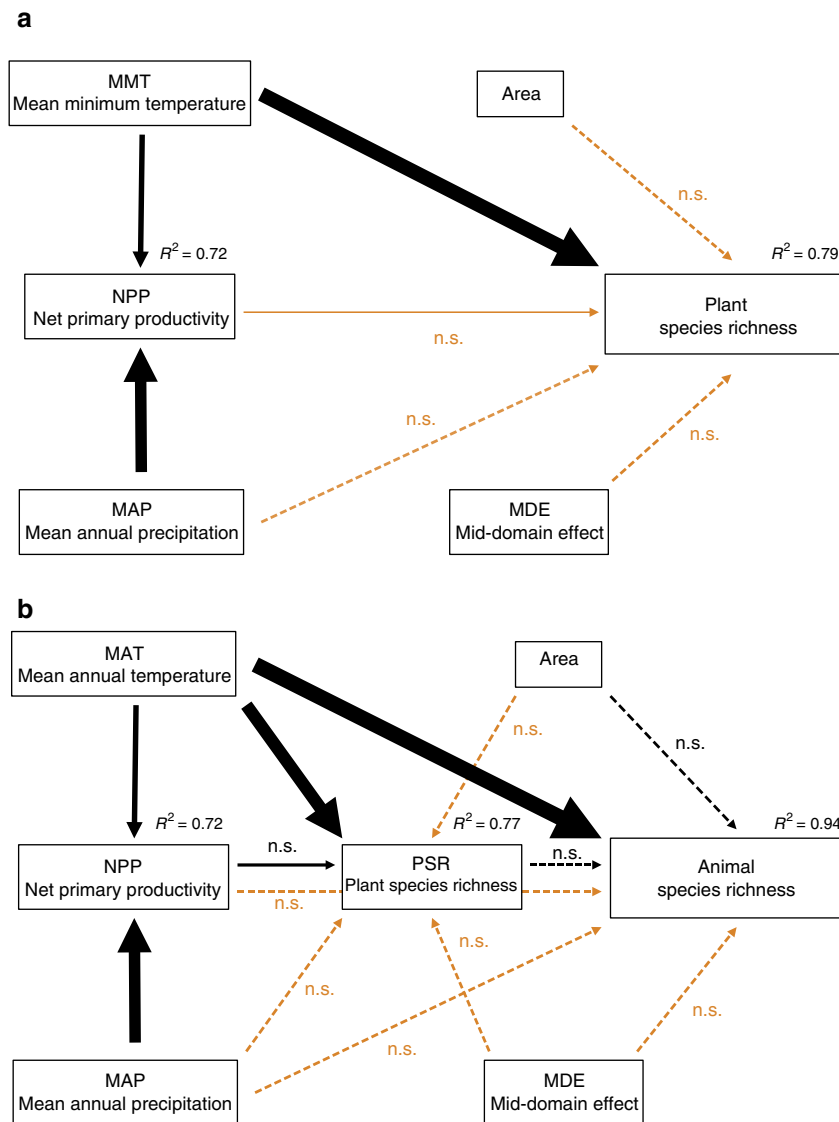 a
MMT
Mean minimum temperature
Area
n.s.
R² = 0.72
R² = 0.79
NPP
Net primary productivity
Plant
species richness
n.s.
n.s.
n.s.
MAP
Mean annual precipitation
MDE
Mid-domain effect
b
MAT
Mean annual temperature
Area
n.s.
n.s.
R² = 0.72
R² = 0.77
R² = 0.94
NPP
Net primary productivity
n.s.
PSR
Plant species richness
n.s.
Animal
species richness
n.s.
n.s.
n.s.
n.s.
n.s.
MAP
Mean annual precipitation
MDE
Mid-domain effect